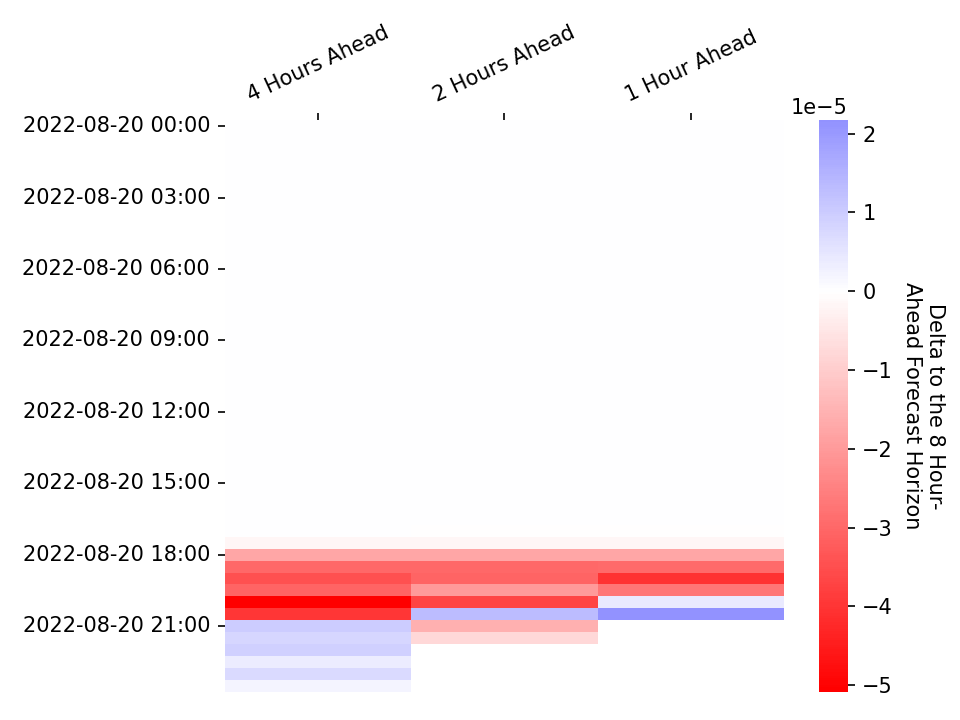 4 Hours Ahead
2 Hours Ahead
1 Hour Ahead
1e−5
2022-08-20 00:00
2022-08-20 03:00
2022-08-20 06:00
2022-08-20 09:00
2022-08-20 12:00
2022-08-20 15:00
2022-08-20 18:00
2022-08-20 21:00
2
1
0
−1
−2
−3
−4
−5
Delta to the 8 Hour-
Ahead Forecast Horizon